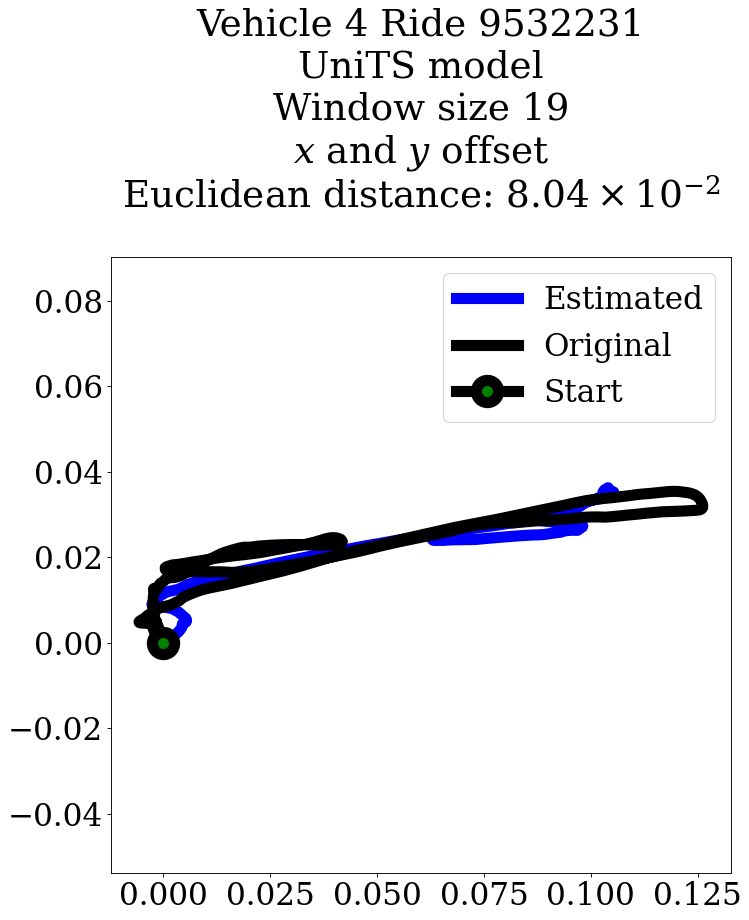 Vehicle 4 Ride 9532231
UniTS model
Window size 19
x and y offset
Euclidean distance: 8.04 × 10⁻²
Estimated
Original
Start
0.08
0.06
0.04
0.02
0.00
−0.02
−0.04
0.000 0.025 0.050 0.075 0.100 0.125